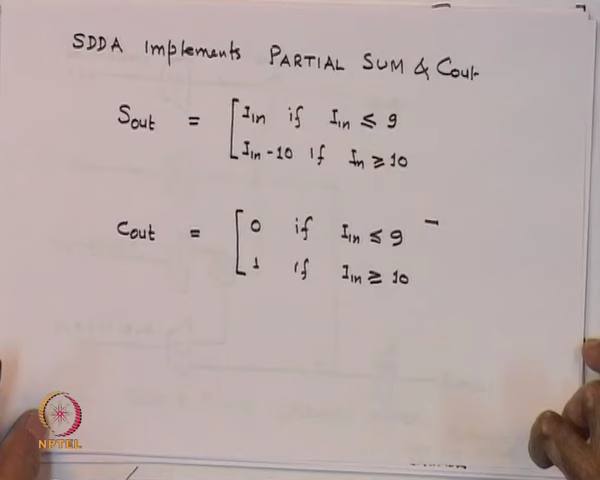 SDDA Implements PARTIAL SUM & Cout
Sout = [ Iin if Iin ≤ 9
Iin - 10 if In ≥ 10
Cout = [ 0 if Iin ≤ 9 -
1 if Iin ≥ 10
NPTEL